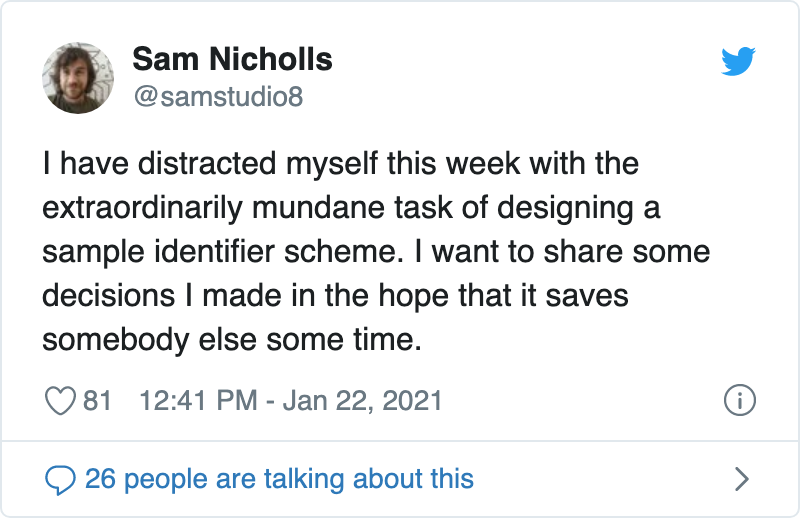 Sam Nicholls
@samstudio8
I have distracted myself this week with the
extraordinarily mundane task of designing a
sample identifier scheme. I want to share some
decisions I made in the hope that it saves
somebody else some time.
81 12:41 PM - Jan 22, 2021
26 people are talking about this